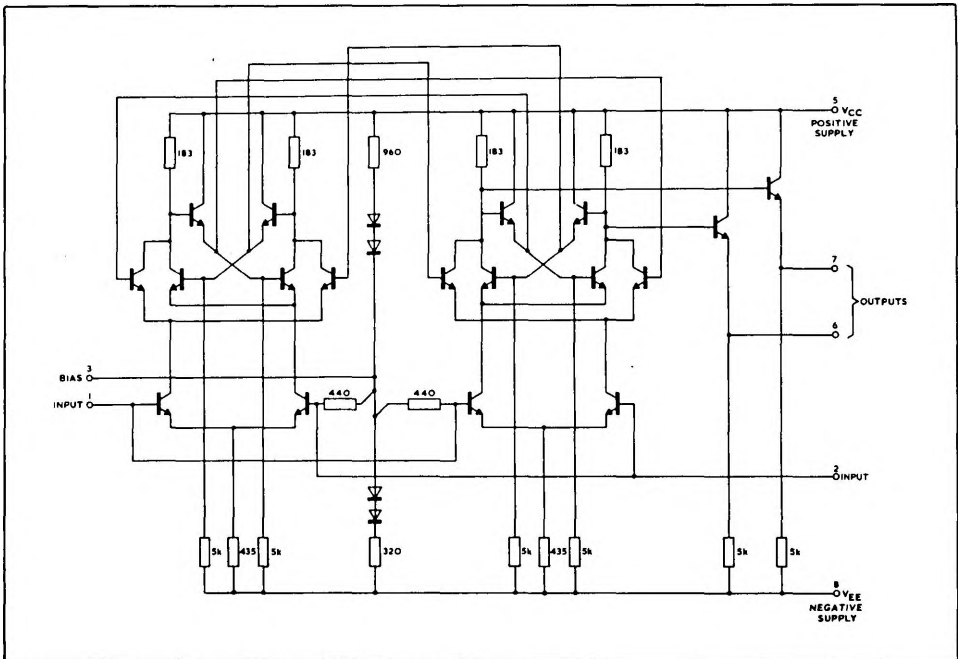 5
VCC
POSITIVE
SUPPLY
183
183
960
183
183
7
OUTPUTS
6
3
BIAS
1
INPUT
440
440
2
INPUT
5k
435
5k
320
5k
435
5k
5k
5k
8
VEE
NEGATIVE
SUPPLY